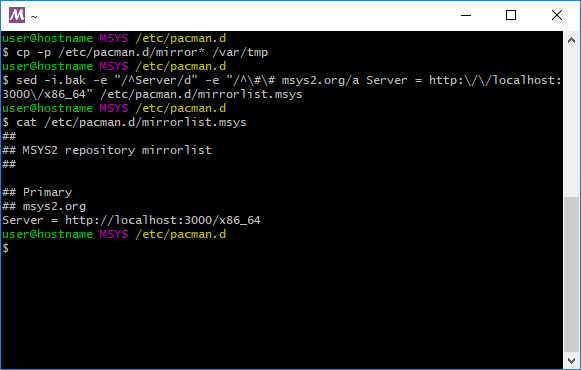 M ~
user@hostname MSYS /etc/pacman.d
$ cp -p /etc/pacman.d/mirror* /var/tmp
user@hostname MSYS /etc/pacman.d
$ sed -i.bak -e "/^Server/d" -e "/^\#\# msys2.org/a Server = http:\/\/localhost:
3000\/x86_64" /etc/pacman.d/mirrorlist.msys
user@hostname MSYS /etc/pacman.d
$ cat /etc/pacman.d/mirrorlist.msys
##
## MSYS2 repository mirrorlist
##
## Primary
## msys2.org
Server = http://localhost:3000/x86_64
user@hostname MSYS /etc/pacman.d
$